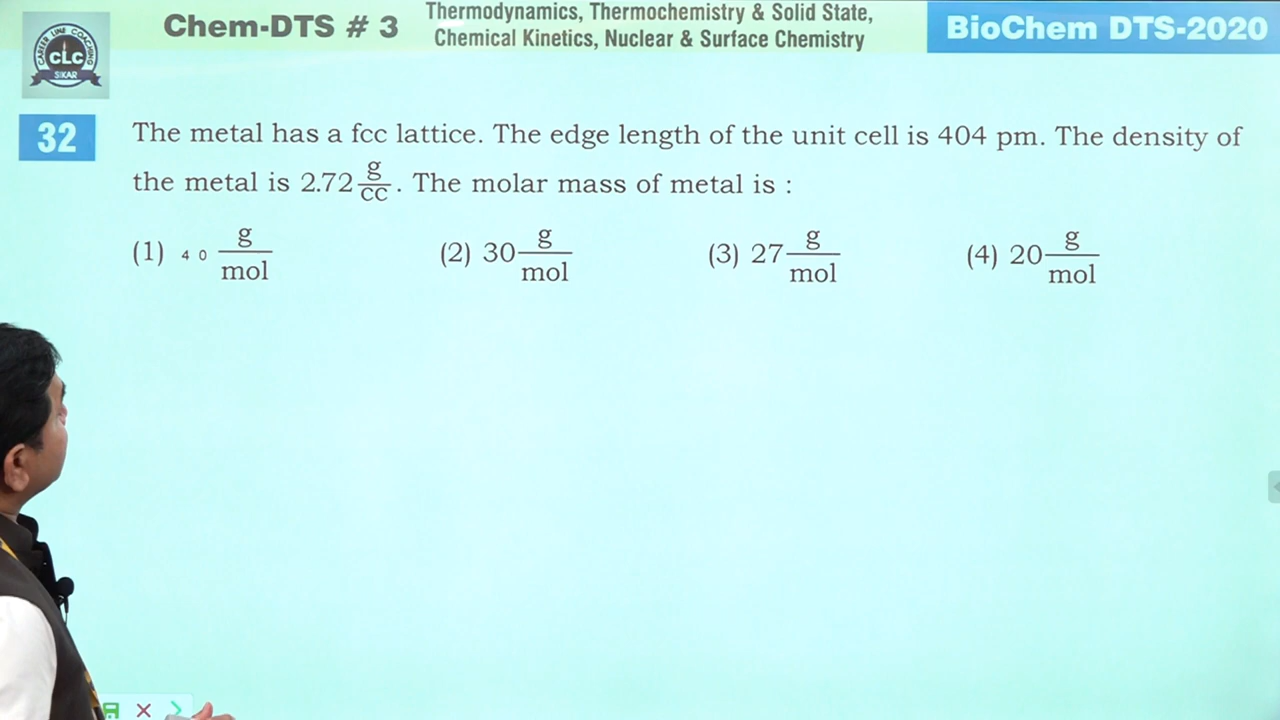 CAREER LINE COACHING
CLC
SIKAR
Chem-DTS # 3
Thermodynamics, Thermochemistry & Solid State,
Chemical Kinetics, Nuclear & Surface Chemistry
BioChem DTS-2020
32
The metal has a fcc lattice. The edge length of the unit cell is 404 pm. The density of
the metal is 2.72 g/cc. The molar mass of metal is :
(1) 40 g/mol (2) 30 g/mol (3) 27 g/mol (4) 20 g/mol